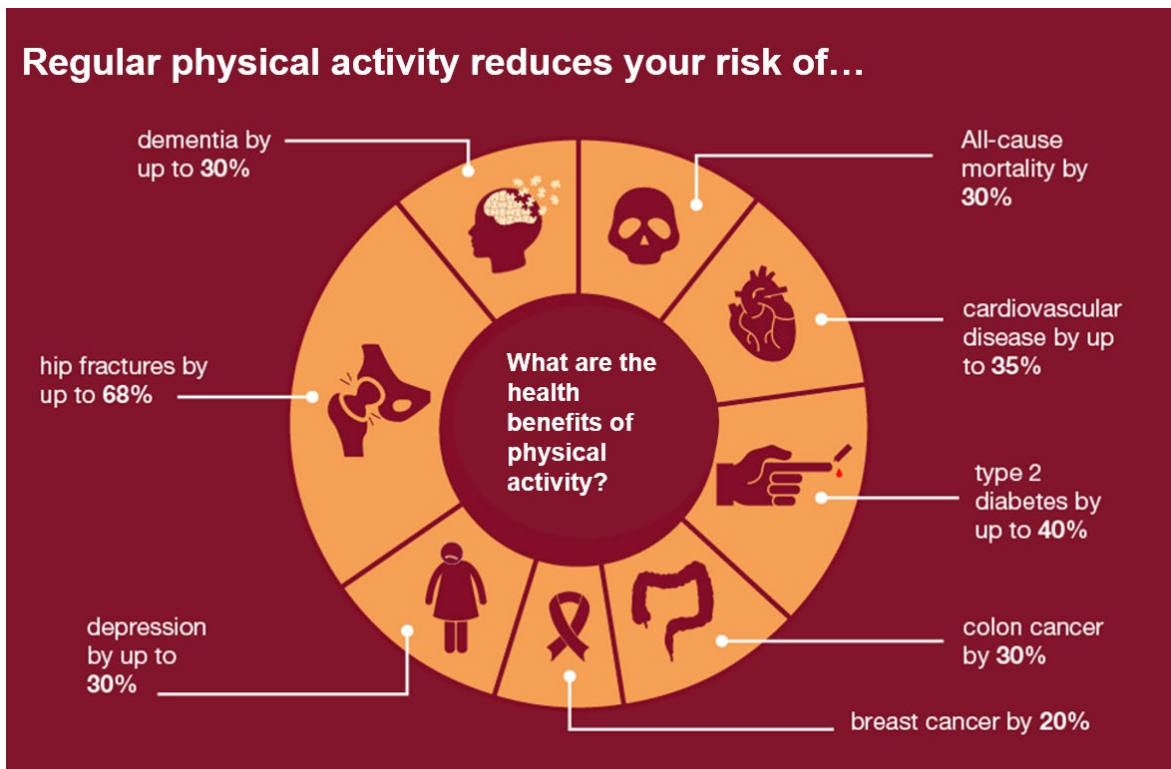 Regular physical activity reduces your risk of…
dementia by
up to 30%
All-cause
mortality by
30%
cardiovascular
disease by up
to 35%
hip fractures by
up to 68%
What are the
health
benefits of
physical
activity?
type 2
diabetes by
up to 40%
depression
by up to
30%
colon cancer
by 30%
breast cancer by 20%